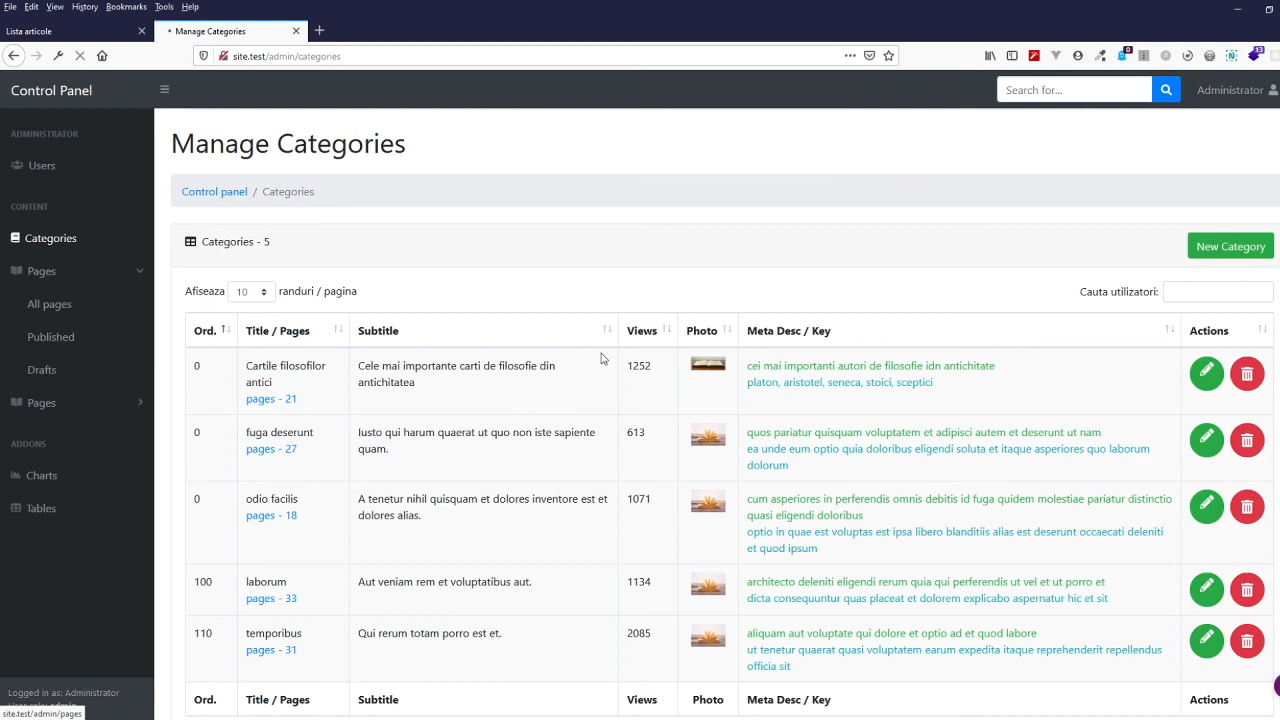 File Edit View History Bookmarks Tools Help
Lista articole
Manage Categories
site.test/admin/categories
0
13
Control Panel
Search for...
Administrator
ADMINISTRATOR
Users
CONTENT
Categories
Pages
All pages
Published
Drafts
Pages
ADDONS
Charts
Tables
Logged in as: Administrator
site.test/admin/pages
Manage Categories
Control panel / Categories
Categories - 5
New Category
Afiseaza 10 randuri / pagina
Cauta utilizatori:
Ord. Title / Pages Subtitle Views Photo Meta Desc / Key Actions
0 Cartile filosofilor Cele mai importante carti de filosofie din 1252 cei mai importanti autori de filosofie idn antichitate
antici antichitatea platon, aristotel, seneca, stoici, sceptici
pages - 21
0 fuga deserunt Iusto qui harum quaerat ut quo non iste sapiente 613 quos pariatur quisquam voluptatem et adipisci autem et deserunt ut nam
pages - 27 quam. ea unde eum optio quia doloribus eligendi soluta et itaque asperiores quo laborum
dolorum
0 odio facilis A tenetur nihil quisquam et dolores inventore est et 1071 cum asperiores in perferendis omnis debitis id fuga quidem molestiae pariatur distinctio
pages - 18 dolores alias. quasi eligendi doloribus
optio in quae est voluptas est ipsa libero blanditiis alias est deserunt occaecati deleniti
et quod ipsum
100 laborum Aut veniam rem et voluptatibus aut. 1134 architecto deleniti eligendi rerum quia qui perferendis ut vel et ut porro et
pages - 33 dicta consequuntur quas placeat et dolorem explicabo aspernatur hic et sit
110 temporibus Qui rerum totam porro est et. 2085 aliquam aut voluptate qui dolore et optio ad et quod labore
pages - 31 ut tenetur quaerat quasi voluptatem earum expedita itaque reprehenderit repellendus
officia sit
Ord. Title / Pages Subtitle Views Photo Meta Desc / Key Actions